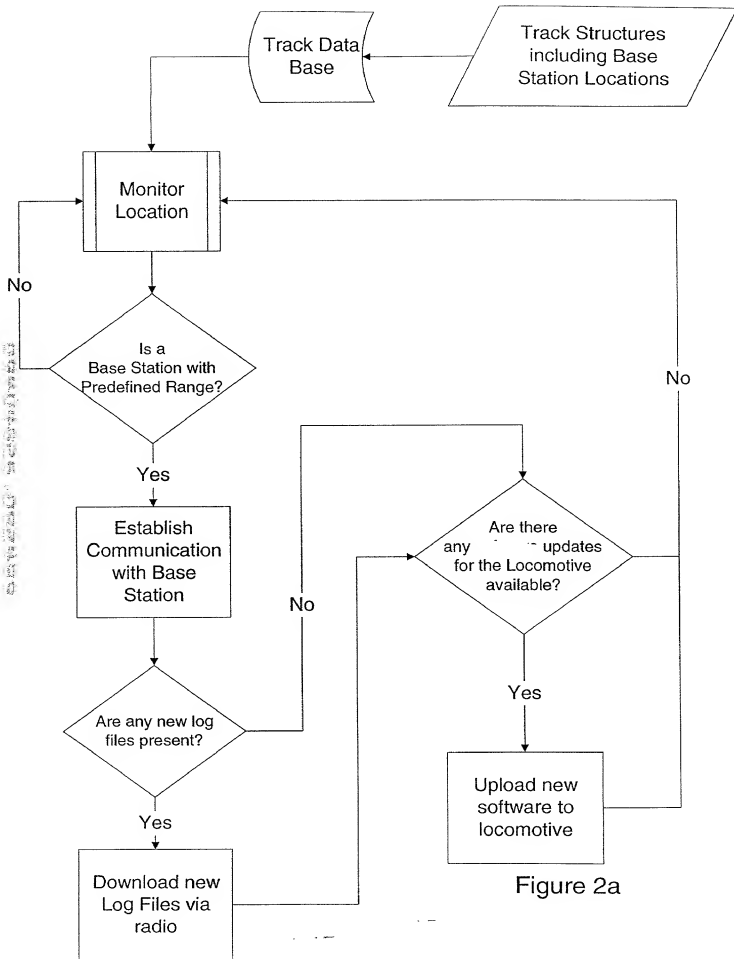 Track Data
Base
Track Structures
including Base
Station Locations
Monitor
Location
No
Is a
Base Station with
Predefined Range?
No
Yes
Establish
Communication
with Base
Station
Are there
any updates
for the Locomotive
available?
No
Are any new log
files present?
Yes
Upload new
software to
locomotive
Yes
Download new
Log Files via
radio
Figure 2a